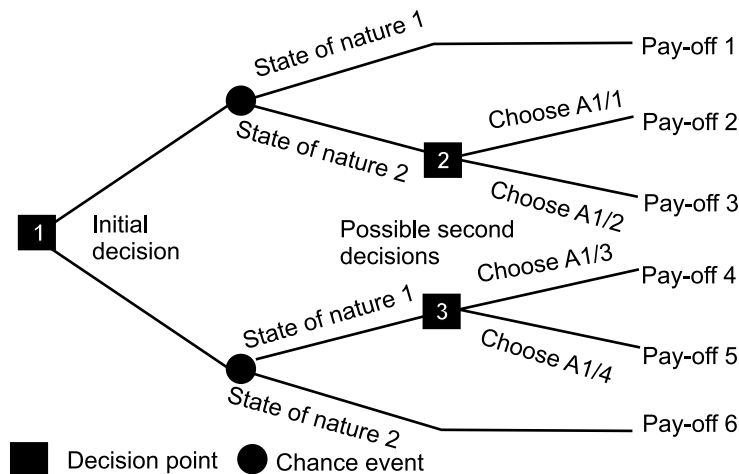 State of nature 1
Pay-off 1
Choose A1/1
Pay-off 2
State of nature 2
2
Choose A1/2
Pay-off 3
1
Initial
decision
Possible second
decisions
Choose A1/3
Pay-off 4
State of nature 1
3
Choose A1/4
Pay-off 5
State of nature 2
Pay-off 6
Decision point
Chance event